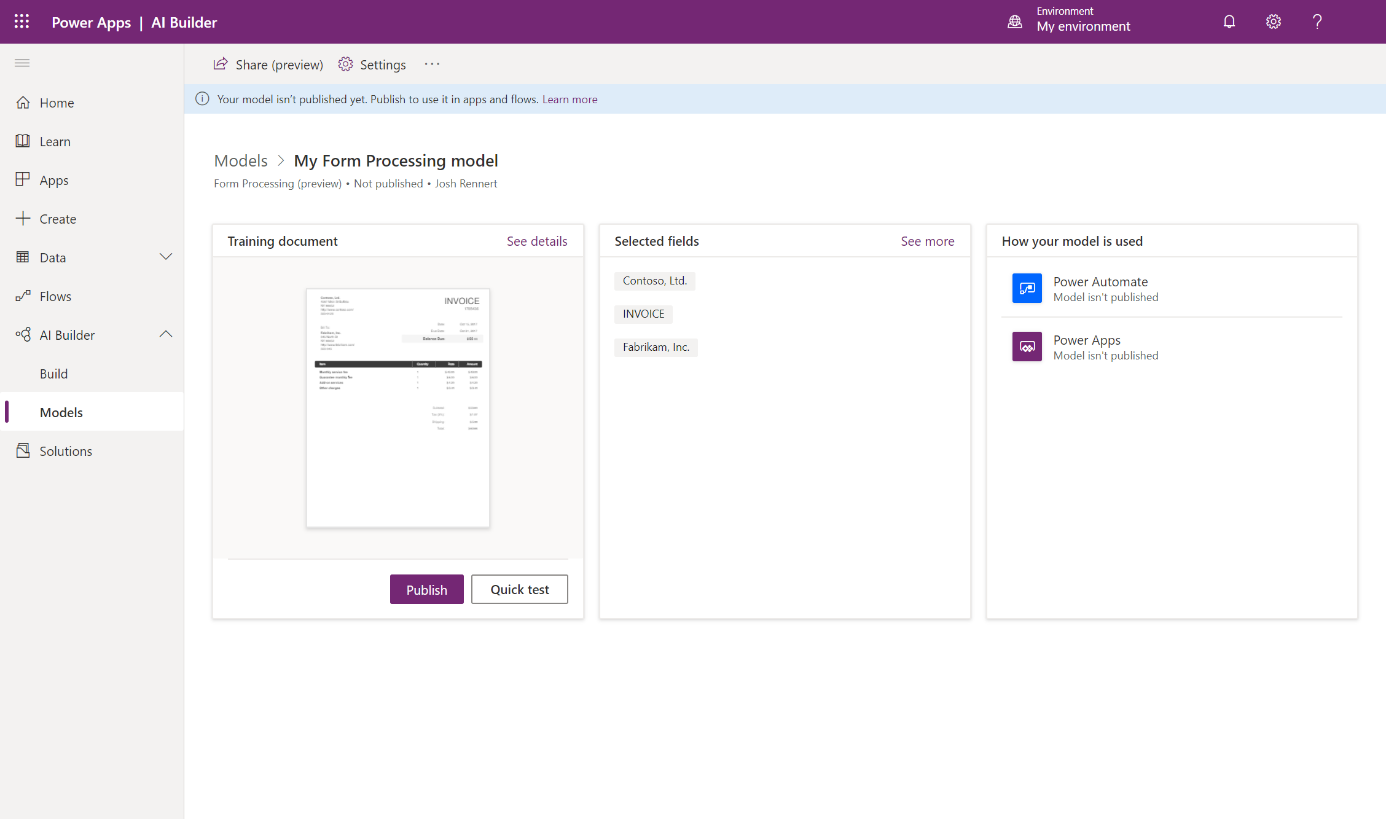 Power Apps | AI Builder
Environment
My environment
Share (preview)
Settings
Your model isn't published yet. Publish to use it in apps and flows. Learn more
Home
Learn
Apps
Create
Data
Flows
AI Builder
Build
Models
Solutions
Models > My Form Processing model
Form Processing (preview) • Not published • Josh Rennert
Training document
See details
INVOICE
Balance Due:
Quantity
Amount
Publish
Quick test
Selected fields
See more
Contoso, Ltd.
INVOICE
Fabrikam, Inc.
How your model is used
Power Automate
Model isn't published
Power Apps
Model isn't published